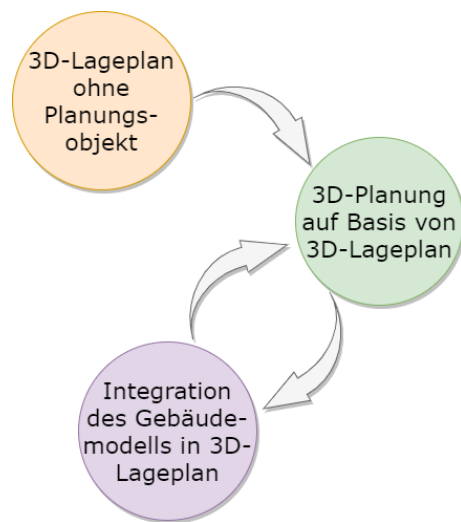 3D-Lageplan
ohne
Planungs-
objekt
3D-Planung
auf Basis von
3D-Lageplan
Integration
des Gebäude-
modells in 3D-
Lageplan